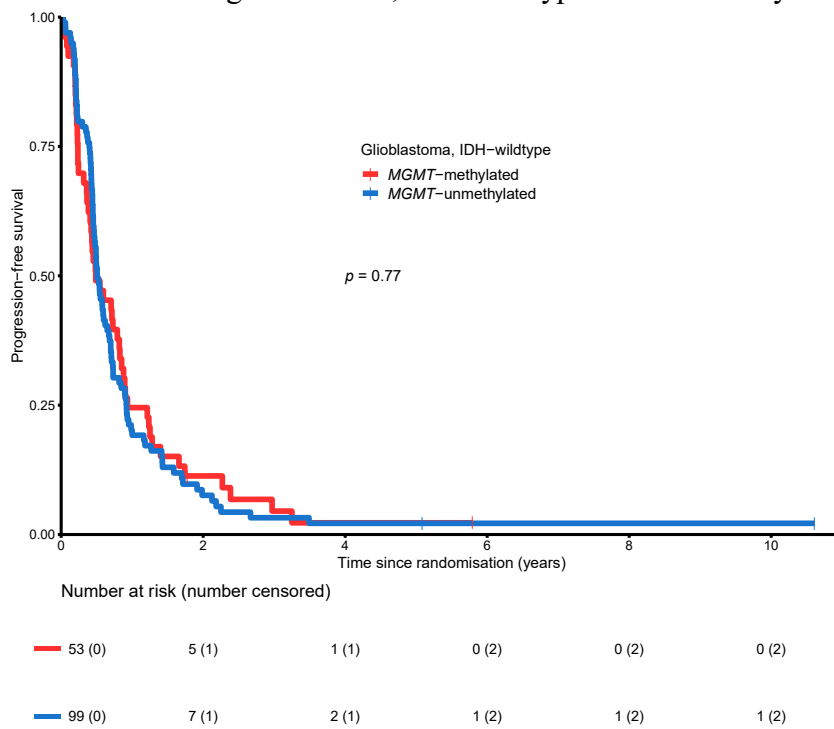 1.00
0.75
0.50
0.25
0.00
Progression−free survival
Glioblastoma, IDH−wildtype
MGMT−methylated
MGMT−unmethylated
p = 0.77
0 2 4 6 8 10
Time since randomisation (years)
Number at risk (number censored)
53 (0) 5 (1) 1 (1) 0 (2) 0 (2) 0 (2)
99 (0) 7 (1) 2 (1) 1 (2) 1 (2) 1 (2)